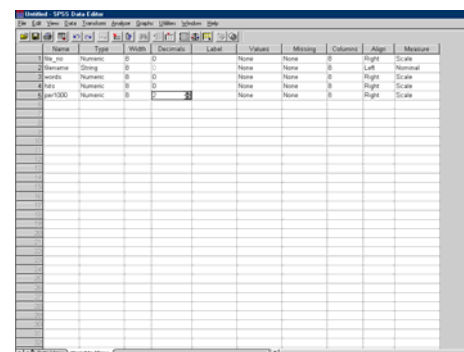 Untitled - SPSS Data Editor
File Edit View Data Transform Analyze Graphs Utilities Window Help
Name Type Width Decimals Label Values Missing Columns Align Measure
1 file_no Numeric 8 0 None None 8 Right Scale
2 filename String 8 0 None None 8 Left Nominal
3 words Numeric 8 0 None None 8 Right Scale
4 hits Numeric 8 0 None None 8 Right Scale
5 per1000 Numeric 8 2 None None 8 Right Scale